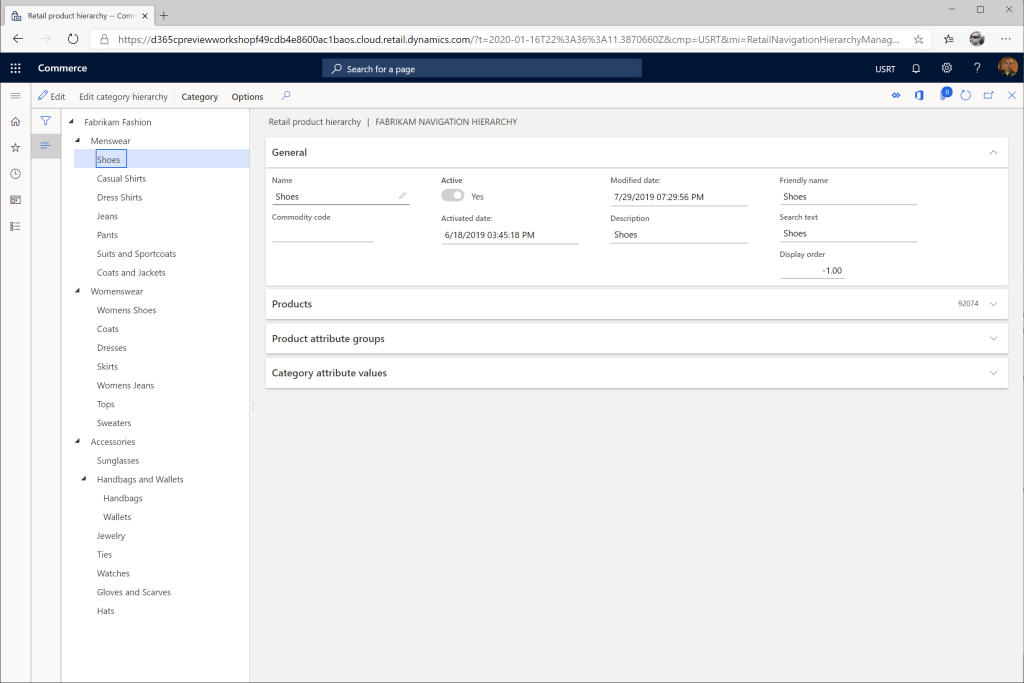 Retail product hierarchy -- Comm
https://d365cpreviewworkshopf49cdb4e8600ac1baos.cloud.retail.dynamics.com/?t=2020-01-16T22%3A36%3A11.3870660Z&cmp=USRT&mi=RetailNavigationHierarchyManag...
Commerce
Search for a page
USRT
?
Edit
Edit category hierarchy
Category
Options
0
Fabrikam Fashion
Menswear
Shoes
Casual Shirts
Dress Shirts
Jeans
Pants
Suits and Sportcoats
Coats and Jackets
Womenswear
Womens Shoes
Coats
Dresses
Skirts
Womens Jeans
Tops
Sweaters
Accessories
Sunglasses
Handbags and Wallets
Handbags
Wallets
Jewelry
Ties
Watches
Gloves and Scarves
Hats
Retail product hierarchy | FABRIKAM NAVIGATION HIERARCHY
General
Name
Shoes
Commodity code
Active
Yes
Activated date:
6/18/2019 03:45:18 PM
Modified date:
7/29/2019 07:29:56 PM
Description
Shoes
Friendly name
Shoes
Search text
Shoes
Display order
-1.00
Products
92074
Product attribute groups
Category attribute values